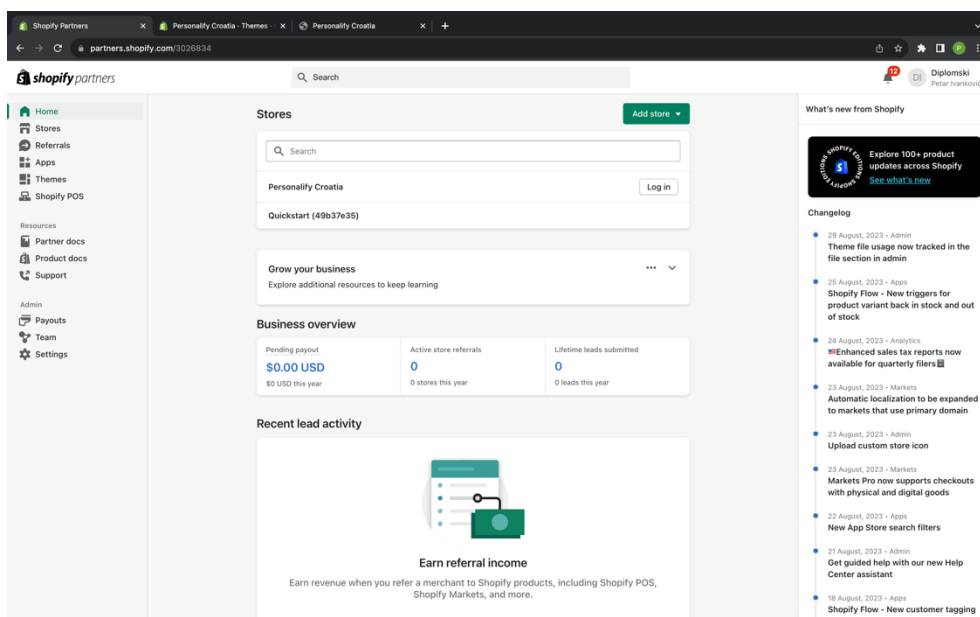 Shopify Partners
Personalify Croatia · Themes ·
Personalify Croatia
partners.shopify.com/3026834
P
shopify partners
Search
12
DI
Diplomski
Petar Ivanković
Home
Stores
Referrals
Apps
Themes
Shopify POS
Resources
Partner docs
Product docs
Support
Admin
Payouts
Team
Settings
Stores
Add store
Search
Personalify Croatia
Log in
Quickstart (49b37e35)
Grow your business
Explore additional resources to keep learning
Business overview
Pending payout
$0.00 USD
$0 USD this year
Active store referrals
0
0 stores this year
Lifetime leads submitted
0
0 leads this year
Recent lead activity
Earn referral income
Earn revenue when you refer a merchant to Shopify products, including Shopify POS,
Shopify Markets, and more.
What's new from Shopify
SHOPIFY EDITIONS SHOPIFY EDITIONS
Explore 100+ product
updates across Shopify
See what's new
Changelog
29 August, 2023 • Admin
Theme file usage now tracked in the
file section in admin
25 August, 2023 • Apps
Shopify Flow - New triggers for
product variant back in stock and out
of stock
24 August, 2023 • Analytics
🇺🇸Enhanced sales tax reports now
available for quarterly filers
23 August, 2023 • Markets
Automatic localization to be expanded
to markets that use primary domain
23 August, 2023 • Admin
Upload custom store icon
23 August, 2023 • Markets
Markets Pro now supports checkouts
with physical and digital goods
22 August, 2023 • Apps
New App Store search filters
21 August, 2023 • Admin
Get guided help with our new Help
Center assistant
18 August, 2023 • Apps
Shopify Flow - New customer tagging